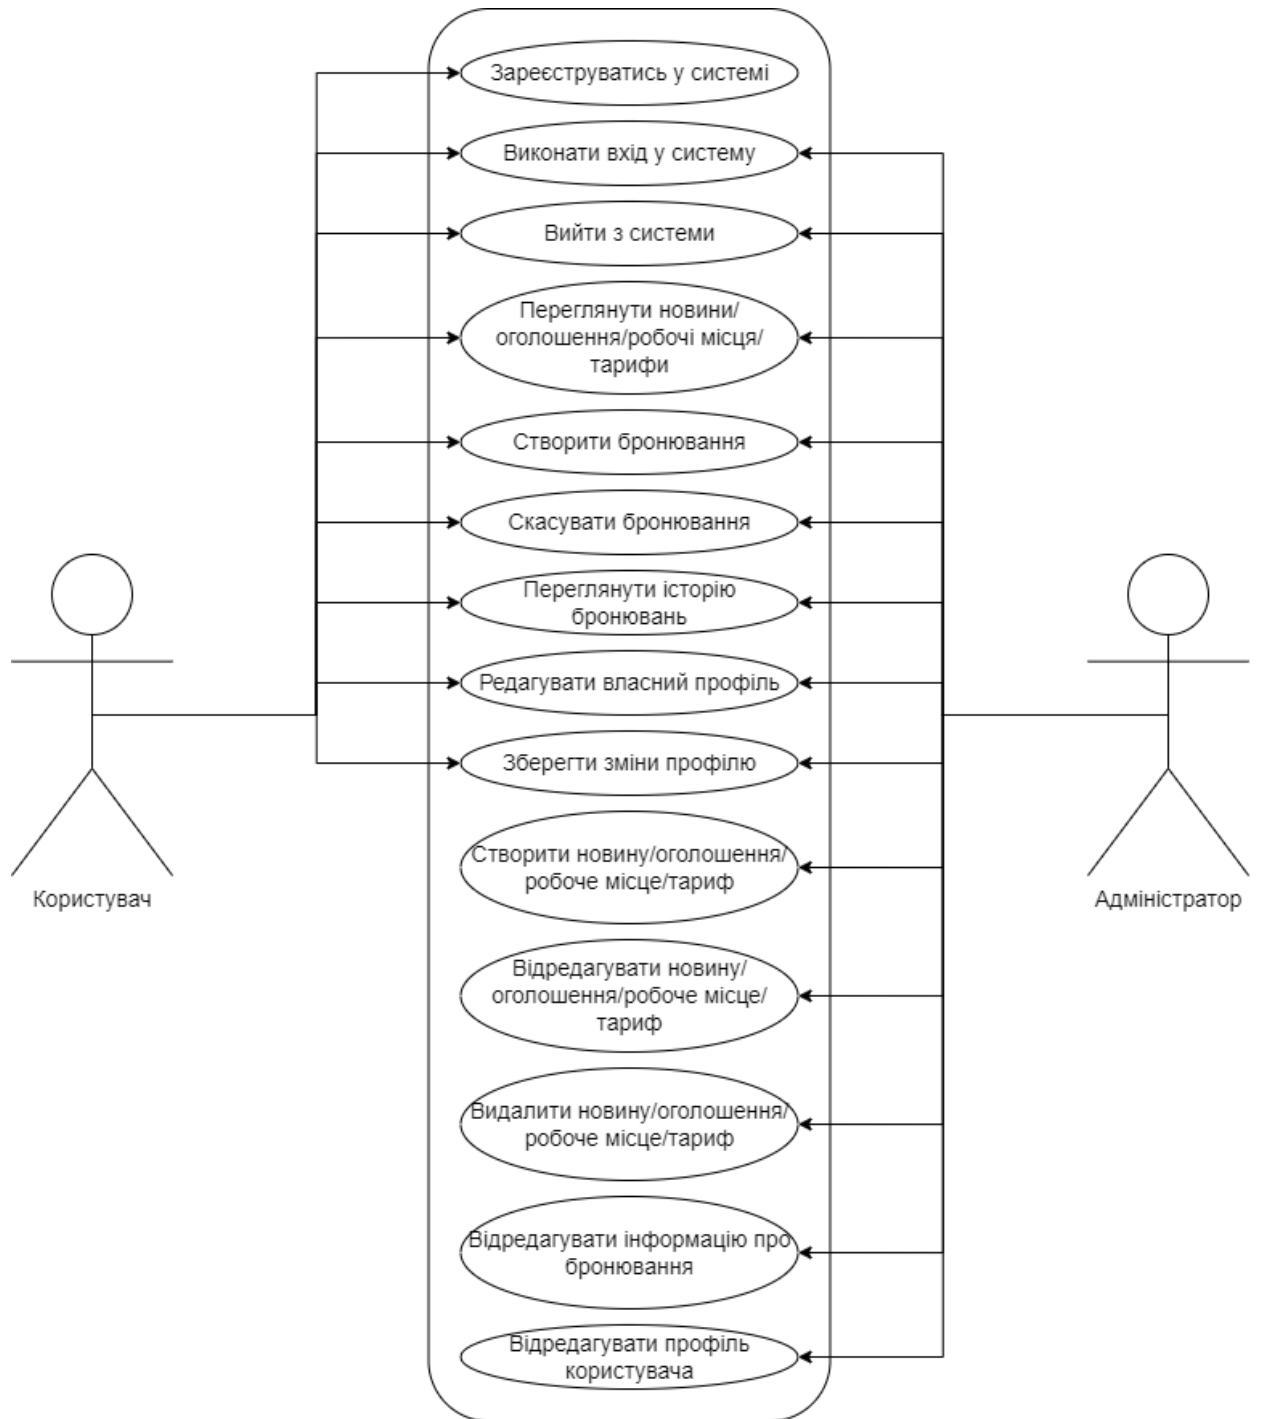 Зареєструватись у системі
Виконати вхід у систему
Вийти з системи
Переглянути новини/
оголошення/робочі місця/
тарифи
Створити бронювання
Скасувати бронювання
Переглянути історію
бронювань
Редагувати власний профіль
Зберегти зміни профілю
Створити новину/оголошення/
робоче місце/тариф
Користувач
Адміністратор
Відредагувати новину/
оголошення/робоче місце/
тариф
Видалити новину/оголошення/
робоче місце/тариф
Відредагувати інформацію про
бронювання
Відредагувати профіль
користувача